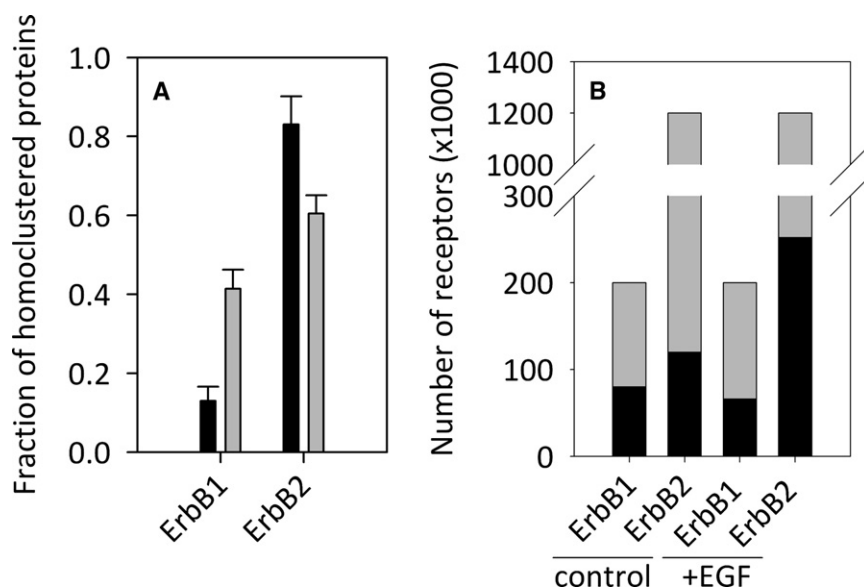 Fraction of homoclustered proteins
1.0
0.8
0.6
0.4
0.2
0.0
A
ErbB1
ErbB2
Number of receptors (x1000)
1400
1200
1000
300
200
100
0
B
ErbB1
ErbB2
ErbB1
ErbB2
control
+EGF